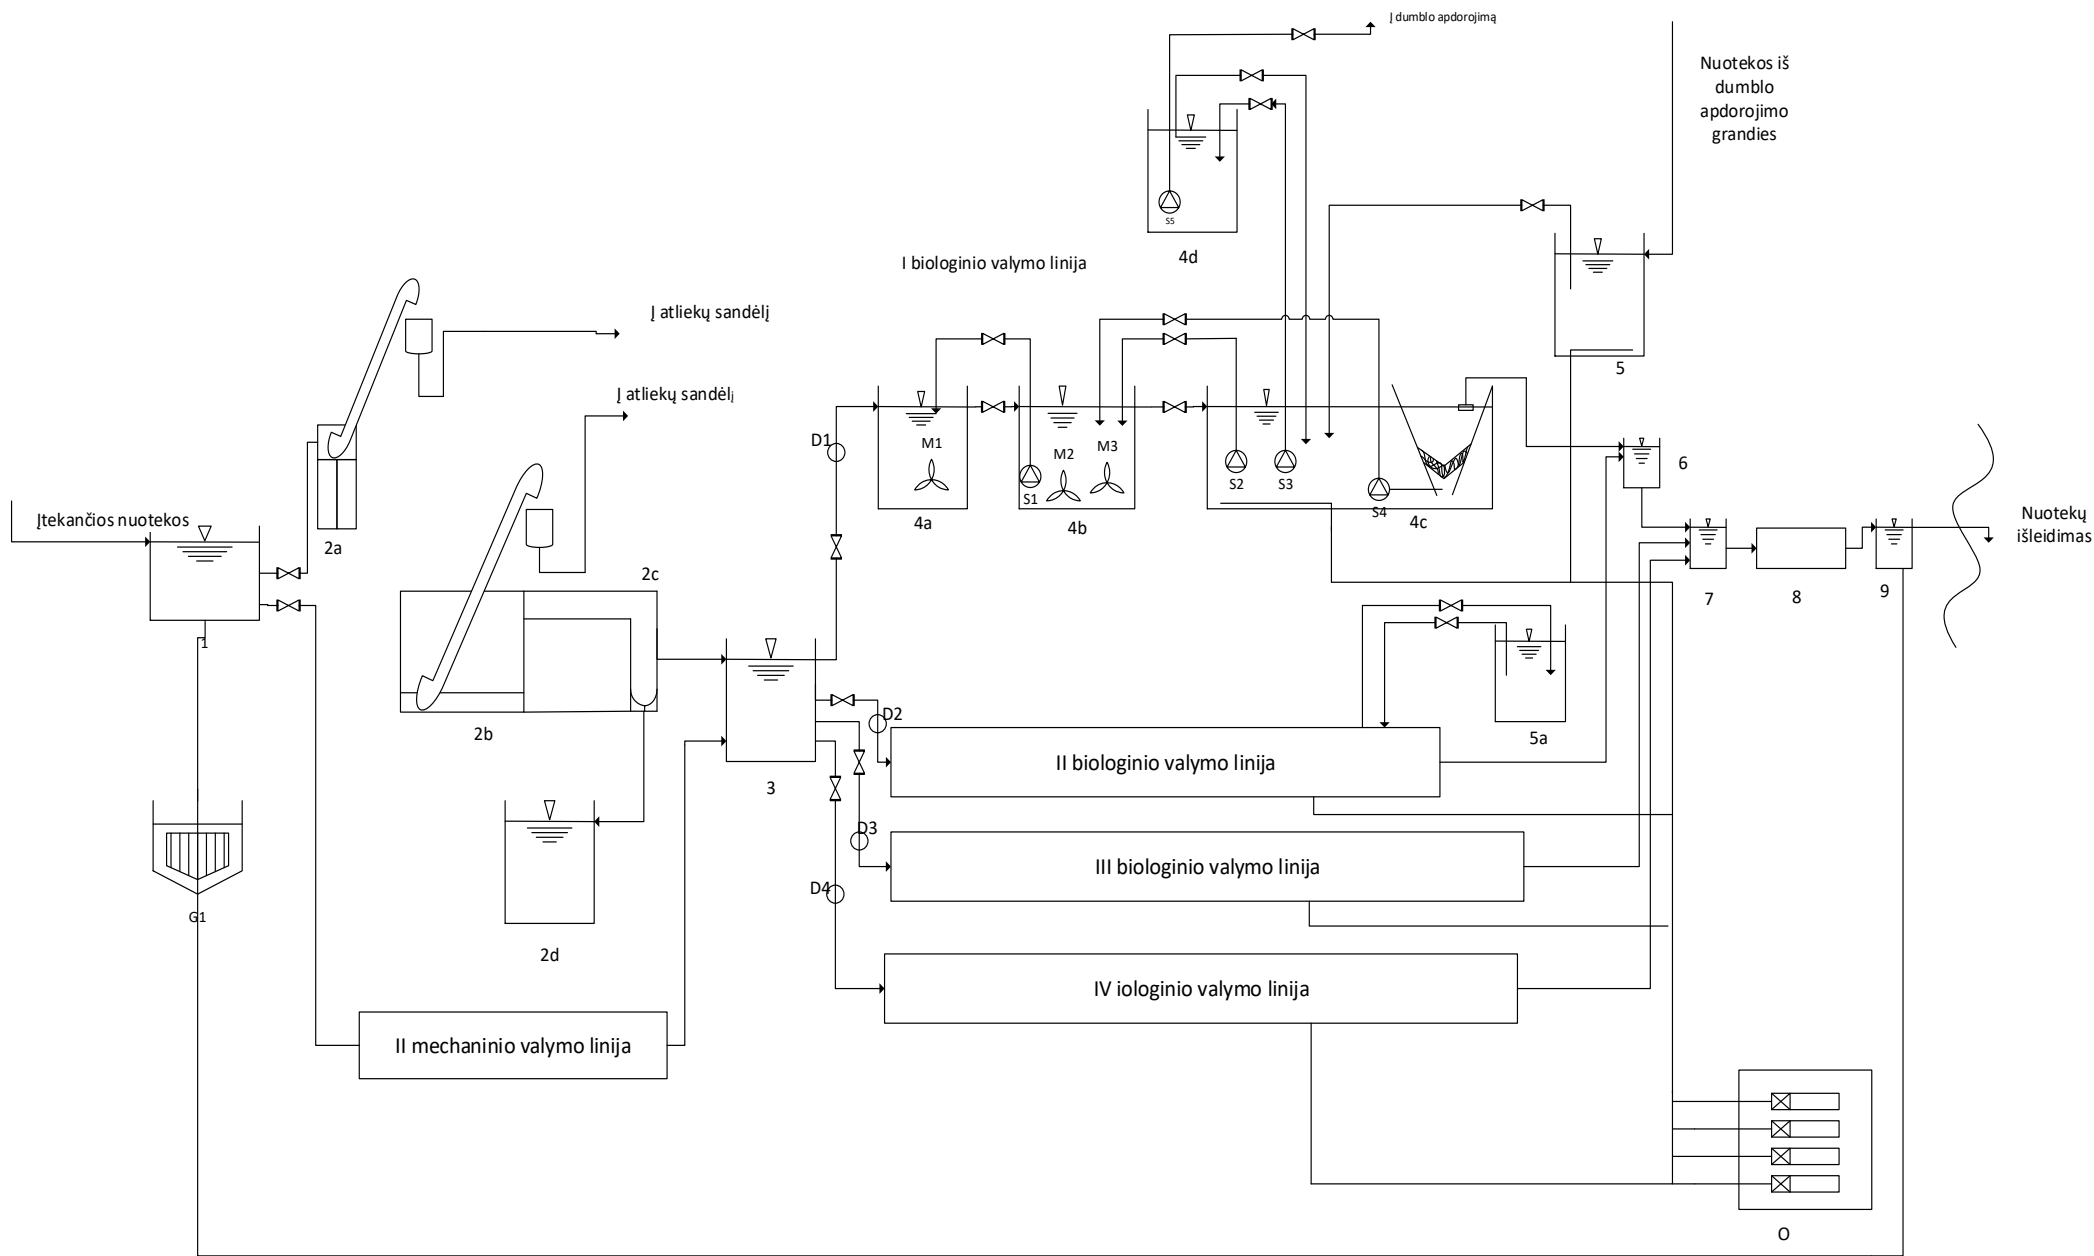 Į dumblo apdorojimą
Nuotekos iš
dumblo
apdorojimo
grandies
S5
4d
I biologinio valymo linija
Į atliekų sandėlį
5
Į atliekų sandėlį
D1
M1
M2
M3
S1
S2
S3
S4
4a
4b
4c
6
Įtekančios nuotekos
2a
Nuotekų
išleidimas
2c
7
8
9
1
2b
3
D2
5a
II biologinio valymo linija
D3
III biologinio valymo linija
D4
G1
2d
IV iologinio valymo linija
II mechaninio valymo linija
O